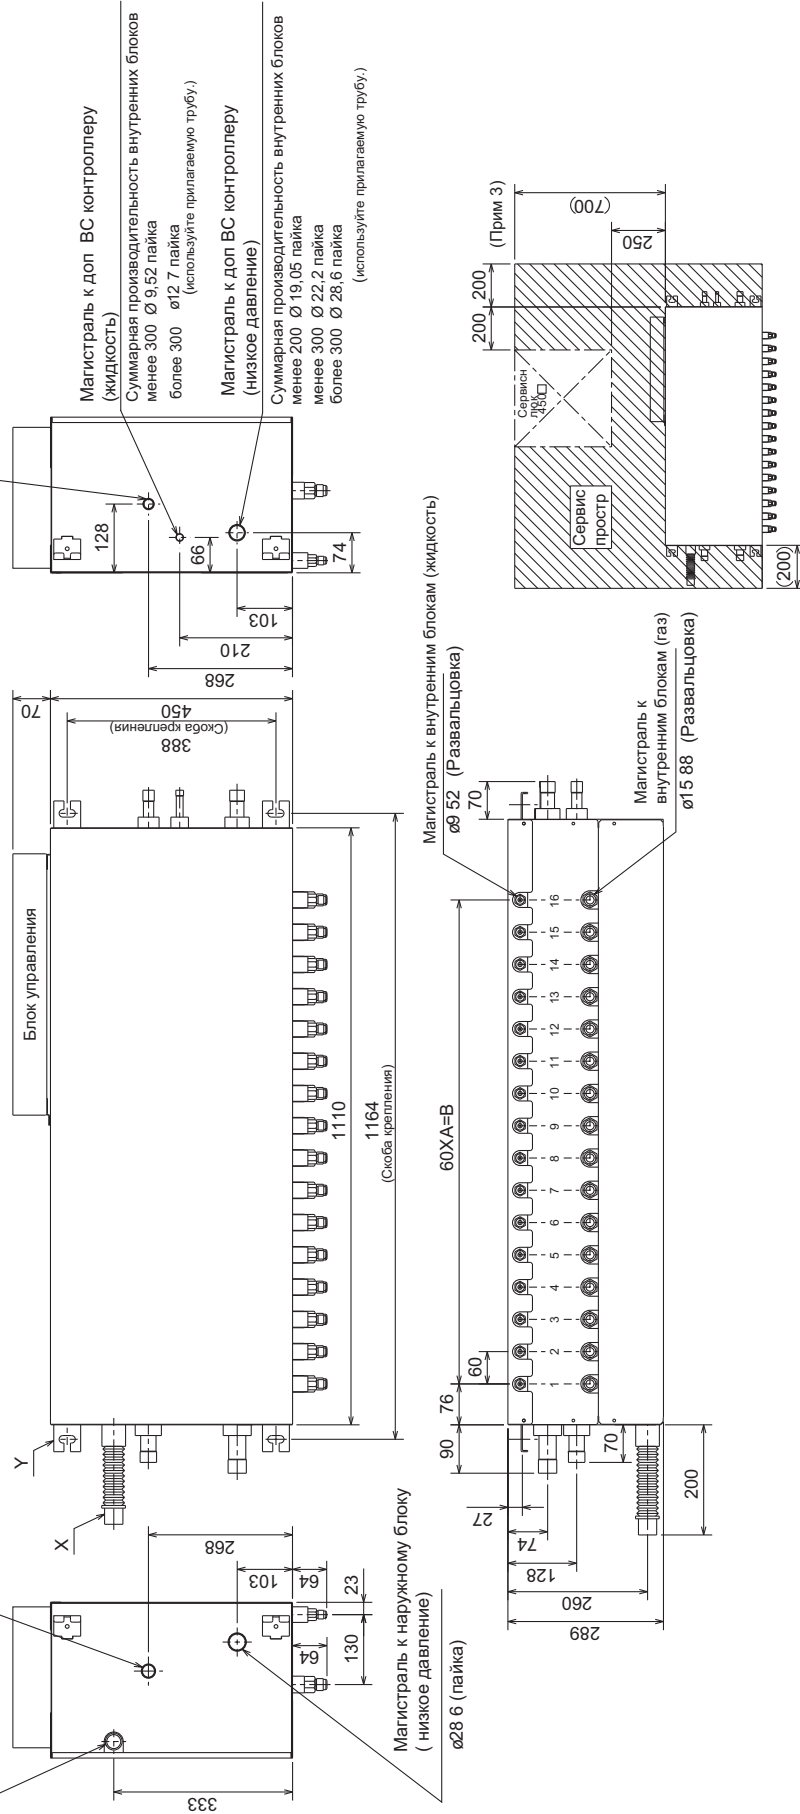 Магистраль к доп ВС контроллеру
(жидкость)
Суммарная производительность внутренних блоков
менее 300 Ø 9,52 пайка
более 300 ø12 7 пайка
(используйте прилагаемую трубу.)
Магистраль к доп ВС контроллеру
(низкое давление)
Суммарная производительность внутренних блоков
менее 200 Ø 19,05 пайка
менее 300 Ø 22,2 пайка
более 300 Ø 28,6 пайка
(используйте прилагаемую трубу.)
128
66
74
103
210
268
70
450
388
(Скоба крепления)
Блок управления
1110
1164
(Скоба крепления)
Y
X
268
103
64
23
64
130
333
Магистраль к наружному блоку
( низкое давление)
ø28 6 (пайка)
(Прим 3)
(700)
250
200
200
Сервисн
люк
450□
Сервис
простр
(200)
Магистраль к внутренним блокам (жидкость)
ø9 52 (Развальцовка)
Магистраль к
внутренним блокам (газ)
ø15 88 (Развальцовка)
70
60XA=B
60
76
90
1 2 3 4 5 6 7 8 9 10 11 12 13 14 15 16
70
200
27
74
128
260
289